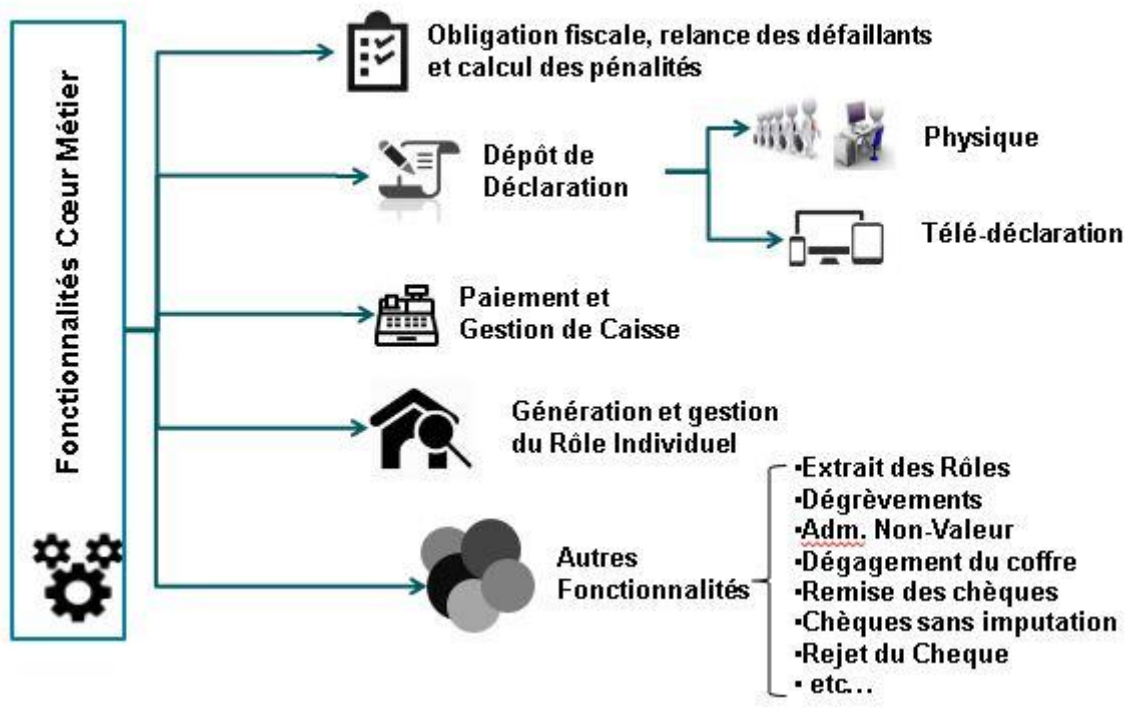 Fonctionnalités Cœur Métier
Obligation fiscale, relance des défaillants
et calcul des pénalités
Dépôt de
Déclaration
Physique
Télé-déclaration
Paiement et
Gestion de Caisse
Génération et gestion
du Rôle Individuel
Autres
Fonctionnalités
▪Extrait des Rôles
▪Dégrèvements
▪Adm. Non-Valeur
▪Dégagement du coffre
▪Remise des chèques
▪Chèques sans imputation
▪Rejet du Cheque
▪ etc...